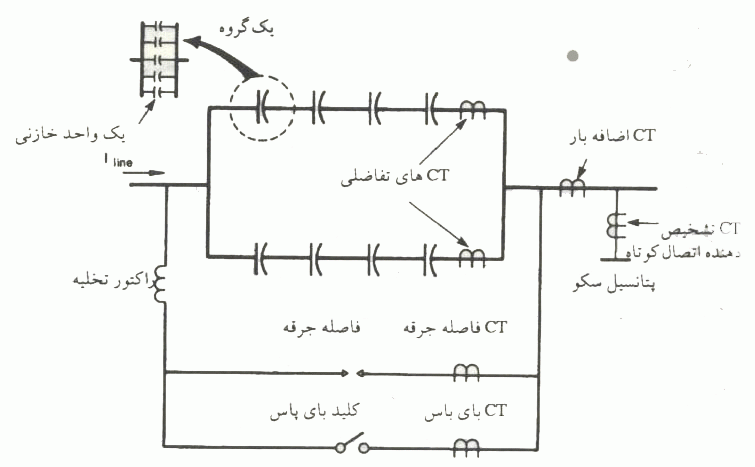 یک گروه
یک واحد خازنی
I line
CT اضافه بار
CT های تفاضلی
CT تشخیص
دهنده اتصال کوتاه
پتانسیل سکو
راکتور تخلیه
فاصله جرقه
CT فاصله جرقه
کلید بای پاس
CT بای باس